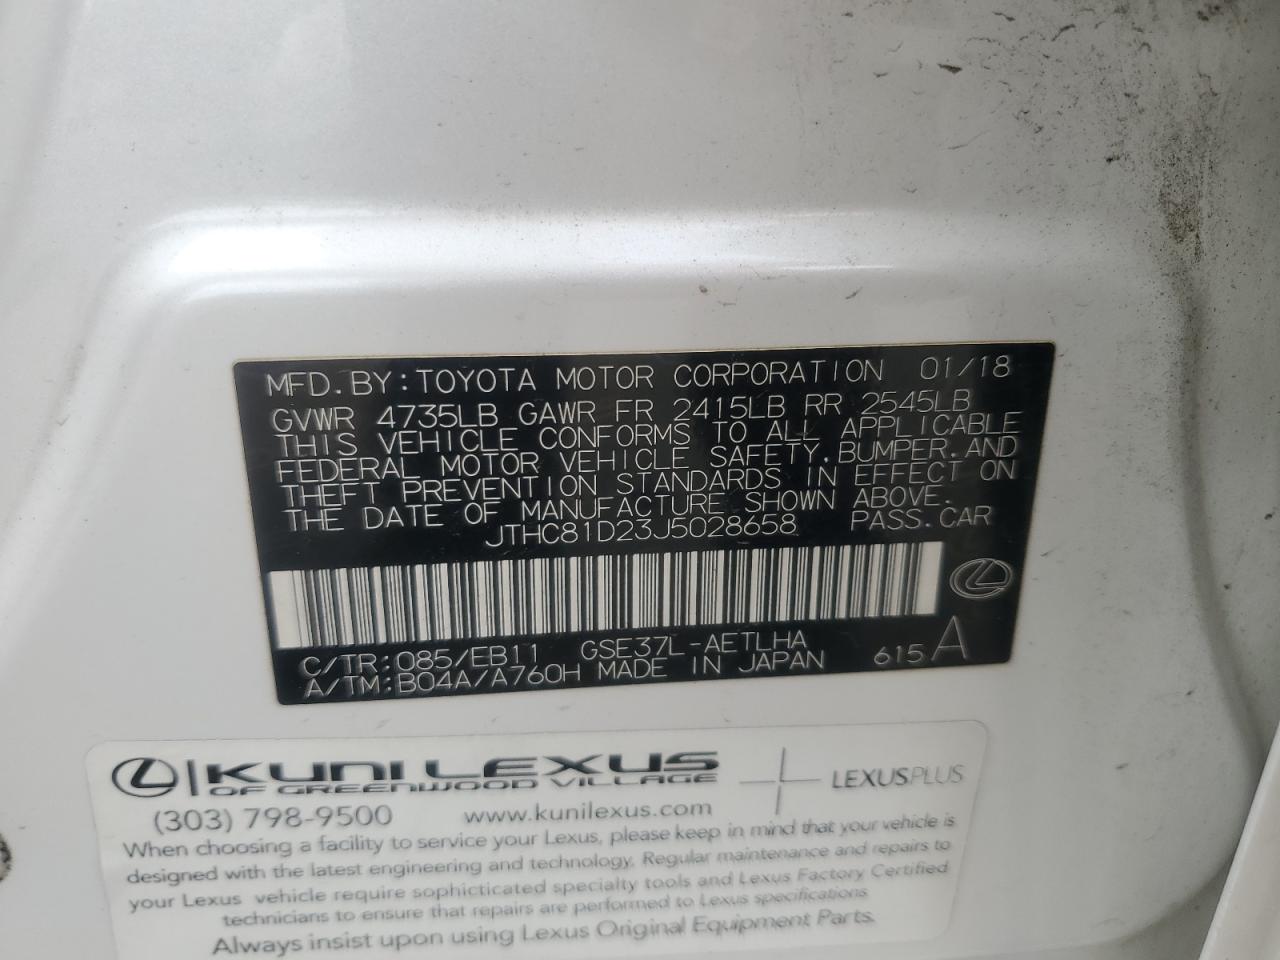 MFD.BY:TOYOTA MOTOR CORPORATION 01/18
GVWR 4735LB GAWR FR 2415LB RR 2545LB
THIS VEHICLE CONFORMS TO ALL APPLICABLE
FEDERAL MOTOR VEHICLE SAFETY.BUMPER.AND
THEFT PREVENTION STANDARDS IN EFFECT ON
THE DATE OF MANUFACTURE SHOWN ABOVE.
JTHC81D23J5028658 PASS.CAR
C/TR:085/EB11 GSE37L-AETLHA
A/TM:B04A/A760H MADE IN JAPAN 615 A
KUNI LEXUS
OF GREENWOOD VILLAGE
LEXUSPLUS
(303) 798-9500 www.kunilexus.com
When choosing a facility to service your Lexus, please keep in mind that your vehicle is
designed with the latest engineering and technology. Regular maintenance and repairs to
your Lexus vehicle require sophicticated specialty tools and Lexus Factory Certified
technicians to ensure that repairs are performed to Lexus specifications.
Always insist upon using Lexus Original Equipment Parts.